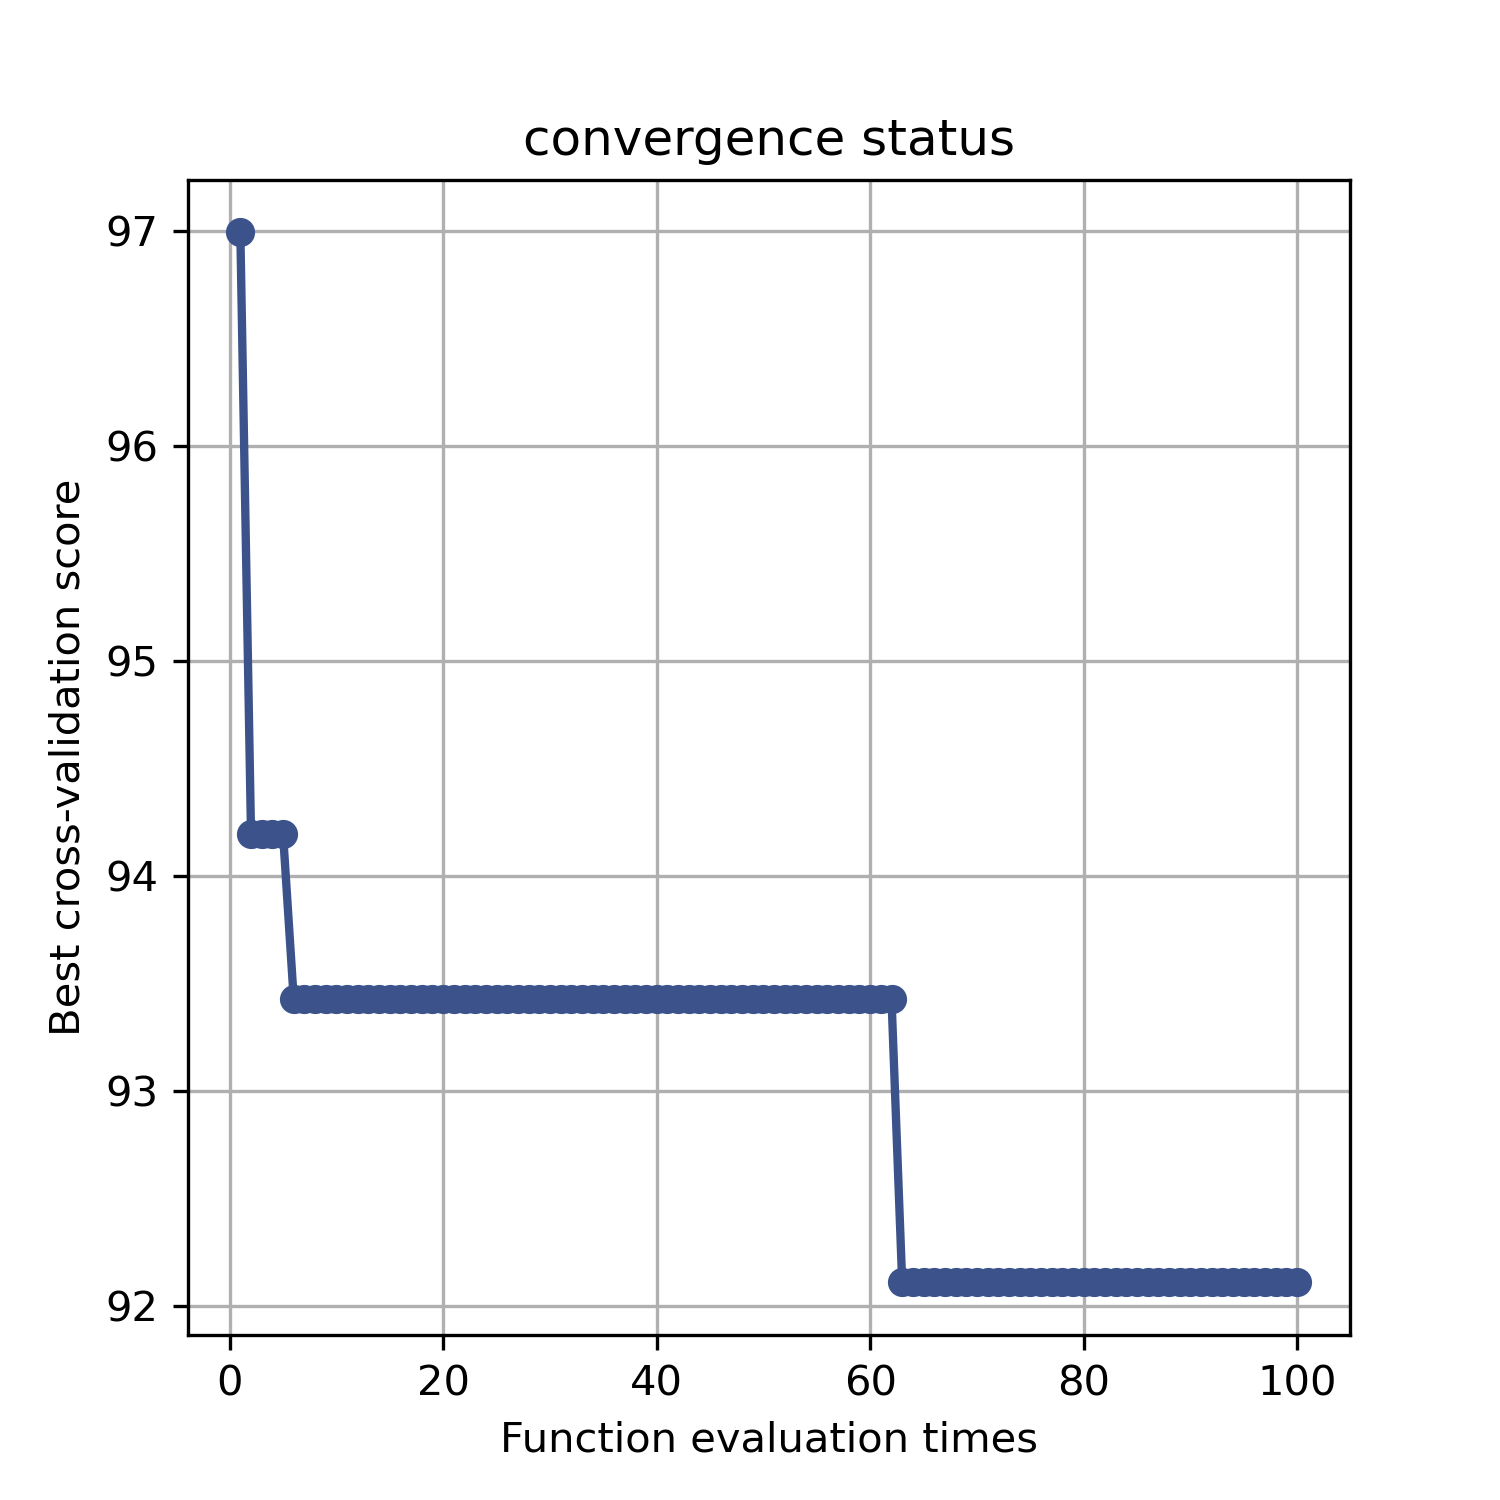 convergence status
97
96
95
94
93
92
Best cross-validation score
0 20 40 60 80 100
Function evaluation times